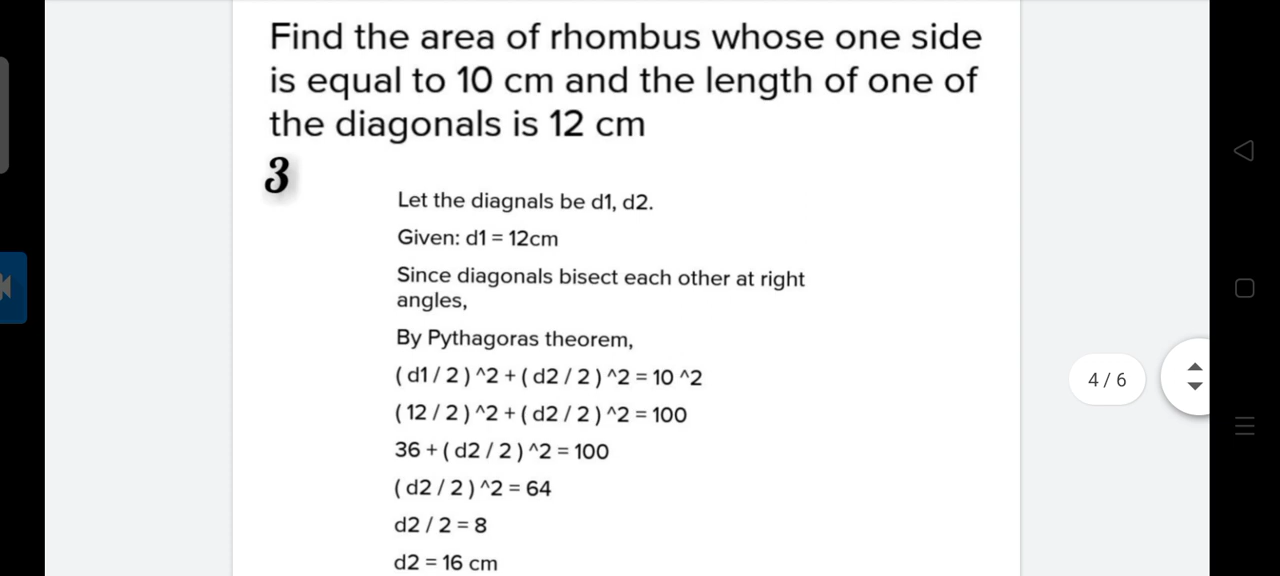 Find the area of rhombus whose one side
is equal to 10 cm and the length of one of
the diagonals is 12 cm
3
Let the diagnals be d1, d2.
Given: d1 = 12cm
Since diagonals bisect each other at right
angles,
By Pythagoras theorem,
( d1 / 2 ) ^2 + ( d2 / 2 ) ^2 = 10 ^2
( 12 / 2 ) ^2 + ( d2 / 2 ) ^2 = 100
36 + ( d2 / 2 ) ^2 = 100
( d2 / 2 ) ^2 = 64
d2 / 2 = 8
d2 = 16 cm
4 / 6